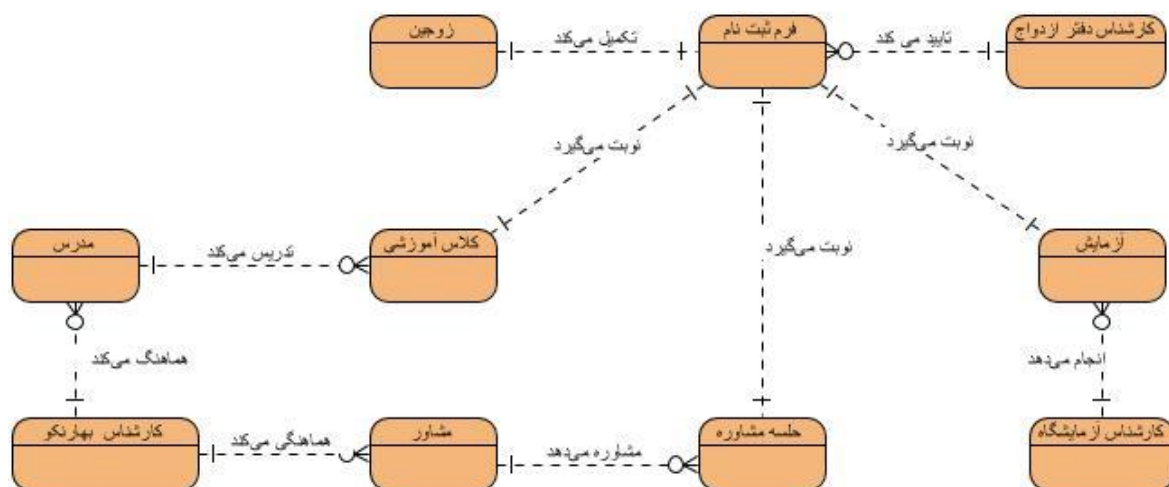 کارشناس دفتر ازدواج
تایید می کند
فرم ثبت نام
تکمیل می‌کند
زوجین
نوبت می‌گیرد
نوبت می‌گیرد
آزمایش
نوبت می‌گیرد
کلاس آموزشی
تدریس می‌کند
مدرس
انجام می‌دهد
هماهنگ می‌کند
کارشناس آزمایشگاه
جلسه مشاوره
مشاوره می‌دهد
مشاور
هماهنگی می‌کند
کارشناس بهارنکو